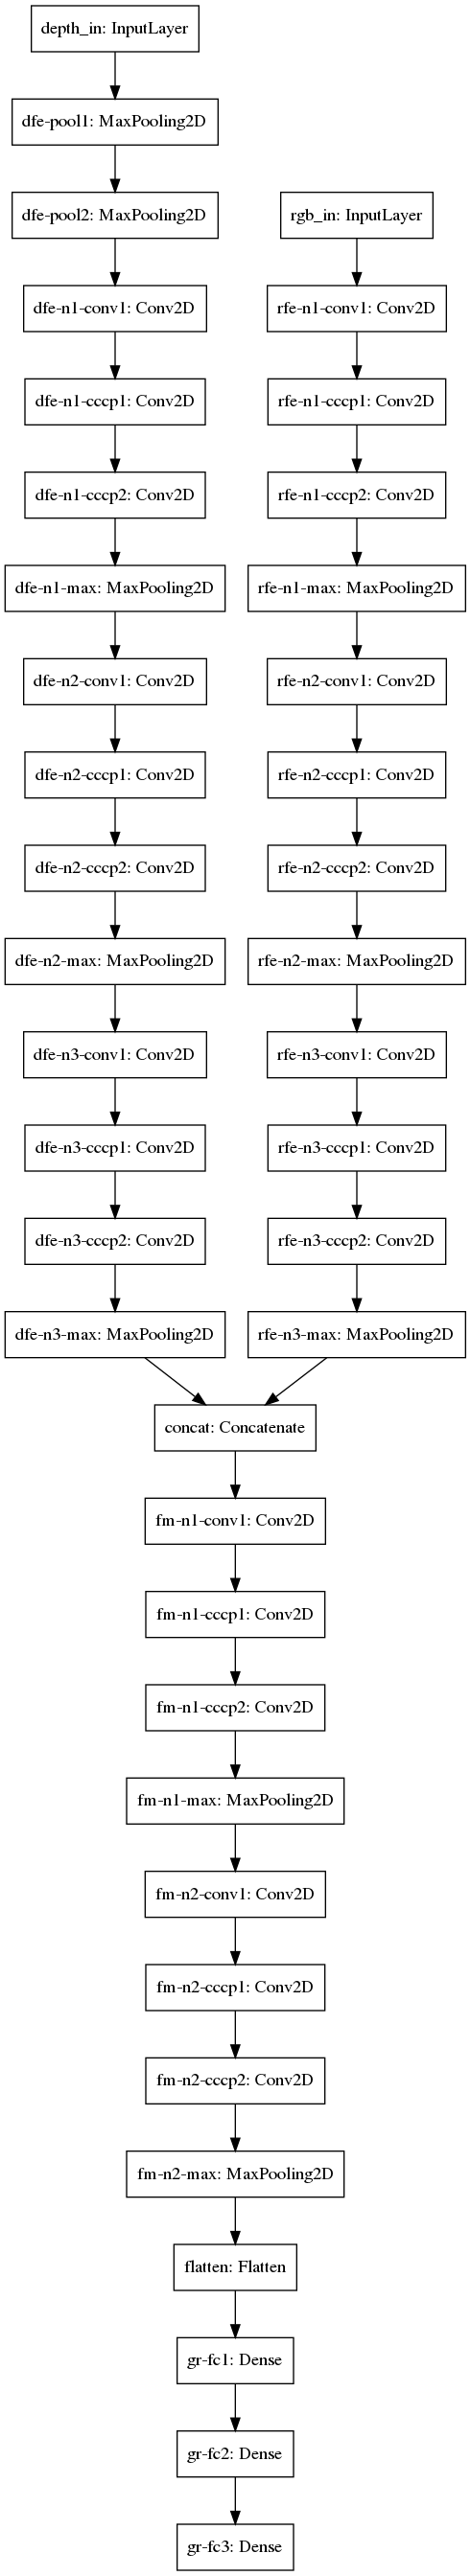 depth_in: InputLayer
dfe-pool1: MaxPooling2D
dfe-pool2: MaxPooling2D
rgb_in: InputLayer
dfe-n1-conv1: Conv2D
rfe-n1-conv1: Conv2D
dfe-n1-cccp1: Conv2D
rfe-n1-cccp1: Conv2D
dfe-n1-cccp2: Conv2D
rfe-n1-cccp2: Conv2D
dfe-n1-max: MaxPooling2D
rfe-n1-max: MaxPooling2D
dfe-n2-conv1: Conv2D
rfe-n2-conv1: Conv2D
dfe-n2-cccp1: Conv2D
rfe-n2-cccp1: Conv2D
dfe-n2-cccp2: Conv2D
rfe-n2-cccp2: Conv2D
dfe-n2-max: MaxPooling2D
rfe-n2-max: MaxPooling2D
dfe-n3-conv1: Conv2D
rfe-n3-conv1: Conv2D
dfe-n3-cccp1: Conv2D
rfe-n3-cccp1: Conv2D
dfe-n3-cccp2: Conv2D
rfe-n3-cccp2: Conv2D
dfe-n3-max: MaxPooling2D
rfe-n3-max: MaxPooling2D
concat: Concatenate
fm-n1-conv1: Conv2D
fm-n1-cccp1: Conv2D
fm-n1-cccp2: Conv2D
fm-n1-max: MaxPooling2D
fm-n2-conv1: Conv2D
fm-n2-cccp1: Conv2D
fm-n2-cccp2: Conv2D
fm-n2-max: MaxPooling2D
flatten: Flatten
gr-fc1: Dense
gr-fc2: Dense
gr-fc3: Dense